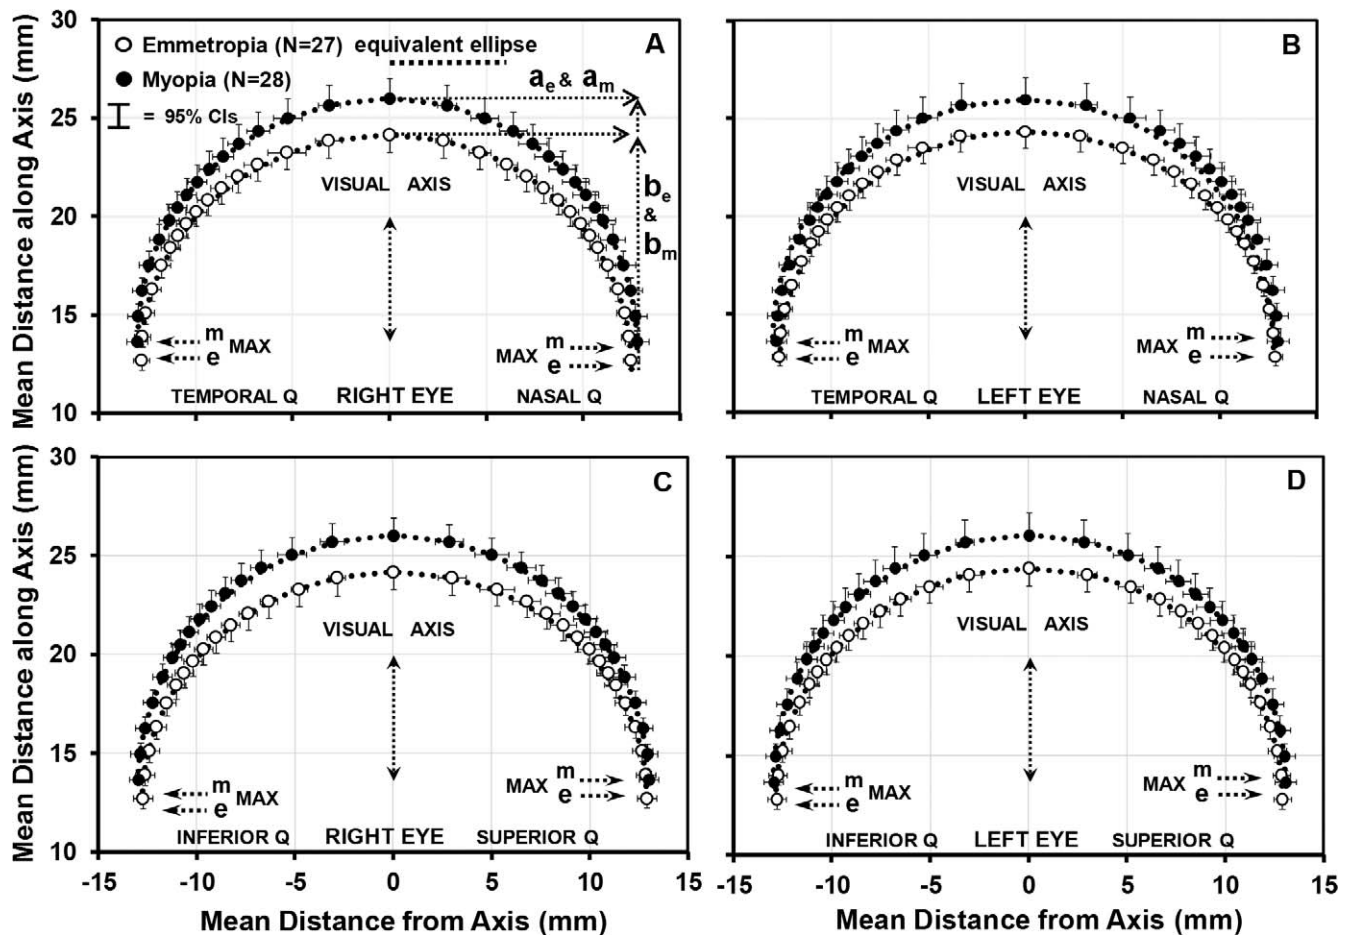 Mean Distance along Axis (mm)
30
25
20
15
10
Emmetropia (N=27) equivalent ellipse
Myopia (N=28)
= 95% CIs
A
ae & am
be
&
bm
VISUAL AXIS
m
e
MAX
MAX
m
e
TEMPORAL Q
RIGHT EYE
NASAL Q
B
VISUAL AXIS
m
e
MAX
MAX
m
e
TEMPORAL Q
LEFT EYE
NASAL Q
Mean Distance along Axis (mm)
30
25
20
15
10
C
VISUAL AXIS
m
e
MAX
MAX
m
e
INFERIOR Q
RIGHT EYE
SUPERIOR Q
-15 -10 -5 0 5 10 15
Mean Distance from Axis (mm)
D
VISUAL AXIS
m
e
MAX
MAX
m
e
INFERIOR Q
LEFT EYE
SUPERIOR Q
-15 -10 -5 0 5 10 15
Mean Distance from Axis (mm)